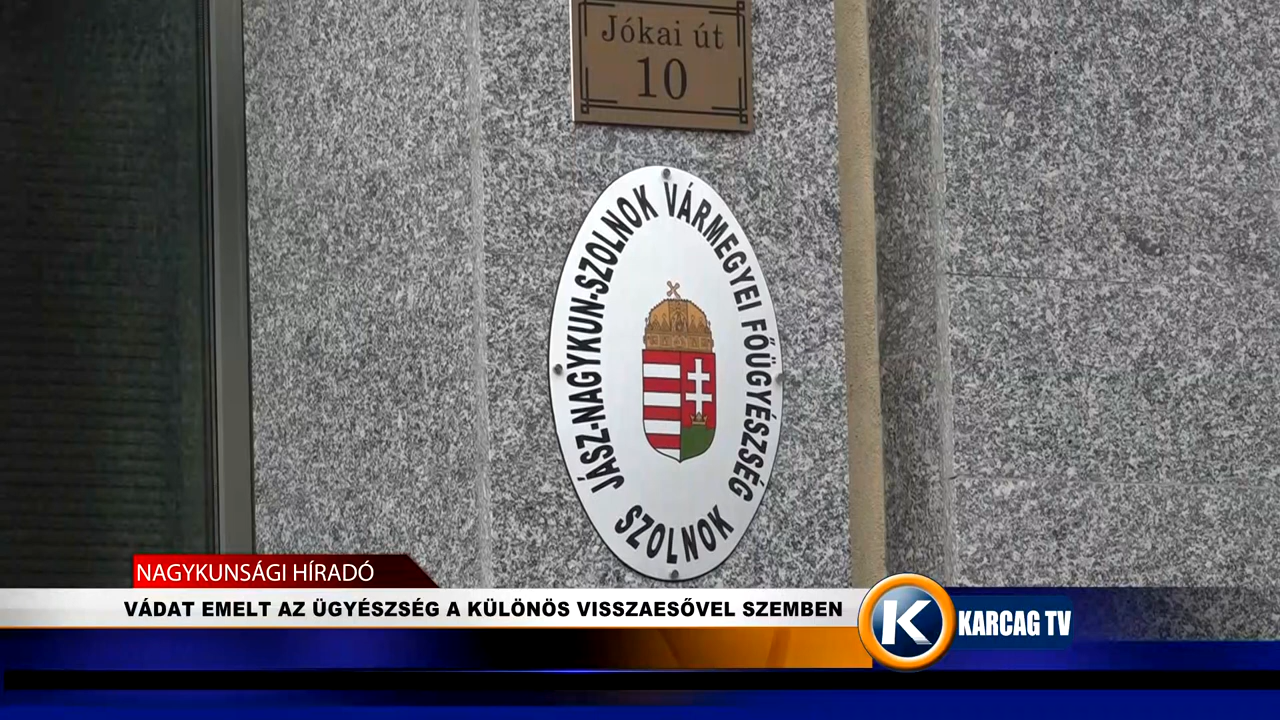 Jókai út
10
JÁSZ-NAGYKUN-SZOLNOK VÁRMEGYEI FŐÜGYÉSZSÉG
SZOLNOK
NAGYKUNSÁGI HÍRADÓ
VÁDAT EMELT AZ ÜGYÉSZSÉG A KÜLÖNÖS VISSZAESŐVEL SZEMBEN
K KARCAG TV